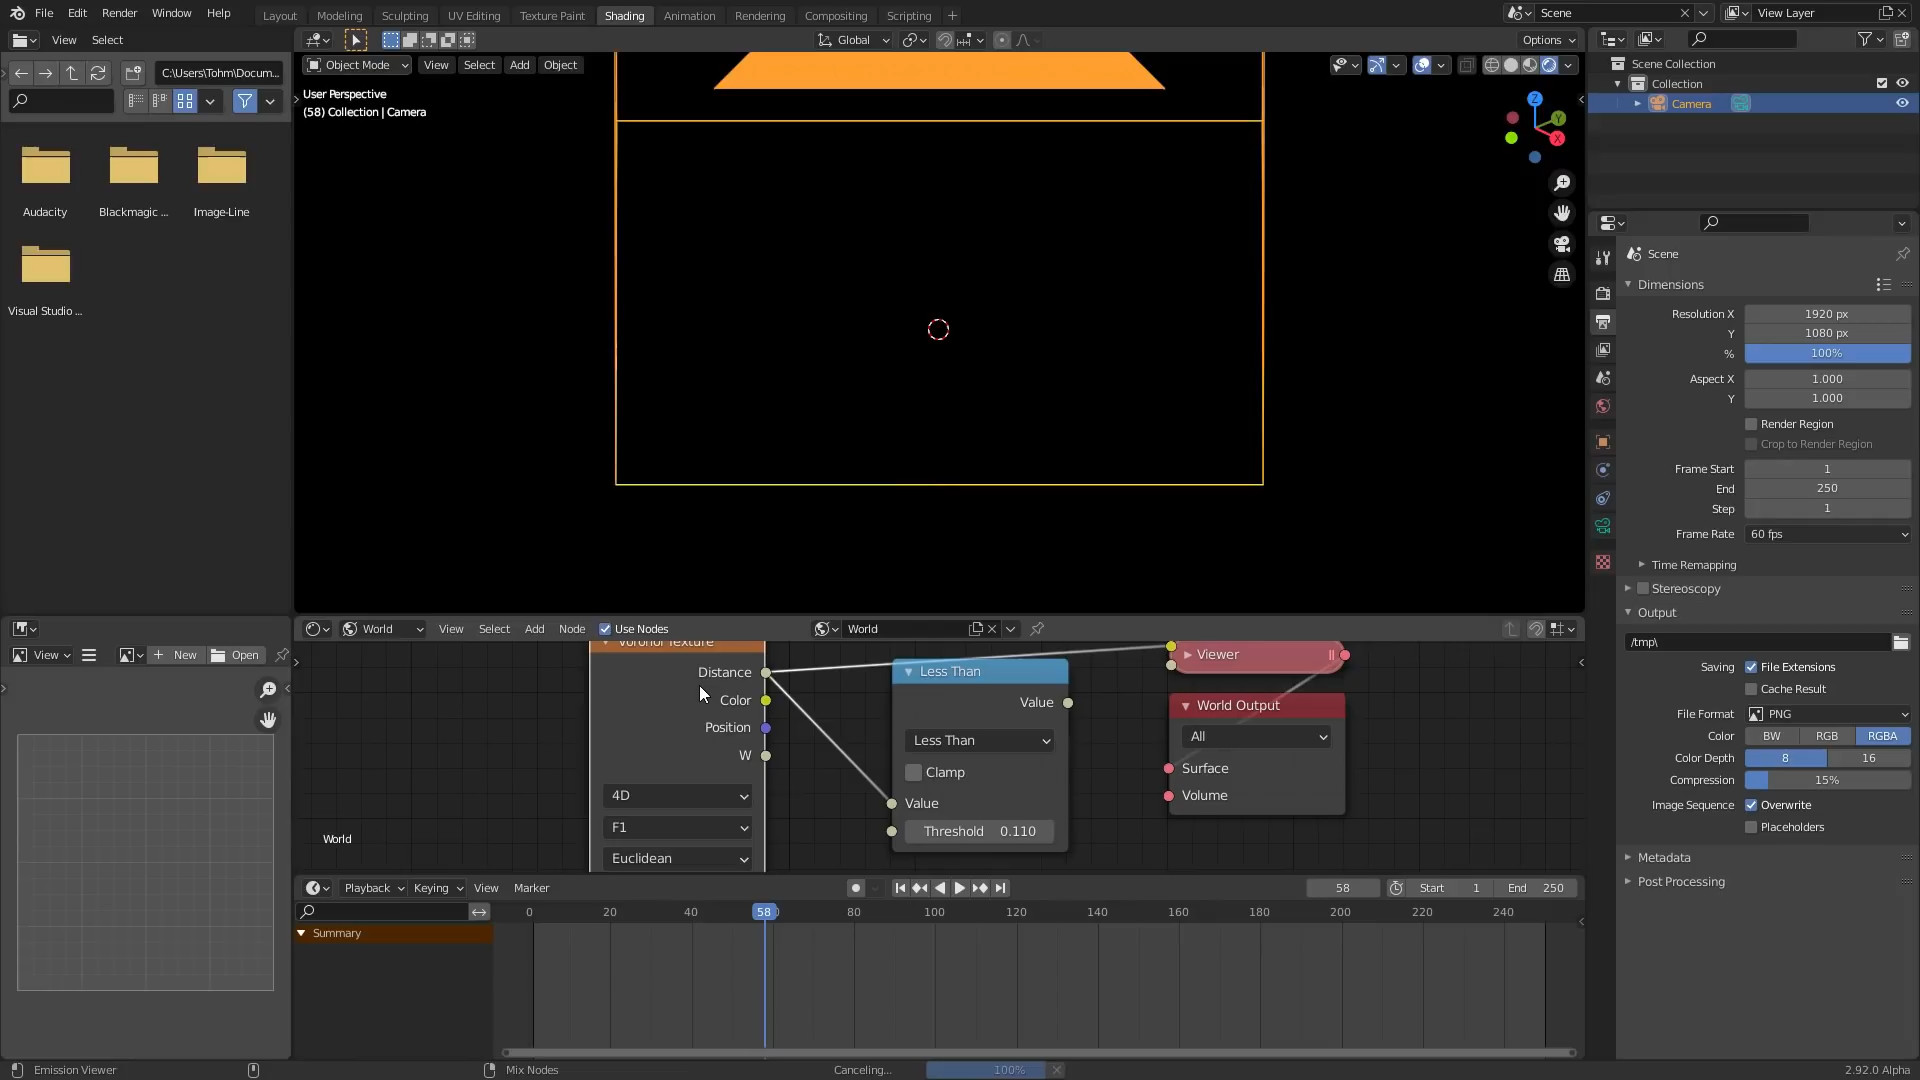 File Edit Render Window Help
Layout Modeling Sculpting UV Editing Texture Paint Shading Animation Rendering Compositing Scripting +
Scene
View Layer
View Select
Global
Options
C:\Users\Tohm\Docum...
Object Mode View Select Add Object
User Perspective
(58) Collection | Camera
Z
Y
X
Scene Collection
Collection
Camera
Audacity
Blackmagic ...
Image-Line
Visual Studio ...
Scene
Dimensions
Resolution X 1920 px
Y 1080 px
% 100%
Aspect X 1.000
Y 1.000
Render Region
Crop to Render Region
Frame Start 1
End 250
Step 1
Frame Rate 60 fps
Time Remapping
Stereoscopy
Output
/tmp\
Saving File Extensions
Cache Result
File Format PNG
Color BW RGB RGBA
Color Depth 8 16
Compression 15%
Image Sequence Overwrite
Placeholders
Metadata
Post Processing
View
New
Open
World View Select Add Node Use Nodes
World
Voronoi Texture
Distance
Color
Position
W
4D
F1
Euclidean
Less Than
Value
Less Than
Clamp
Value
Threshold 0.110
Viewer
World Output
All
Surface
Volume
World
Playback Keying View Marker
58
Start 1
End 250
0 20 40 58 80 100 120 140 160 180 200 220 240
Summary
Emission Viewer
Mix Nodes
Canceling...
100%
2.92.0 Alpha